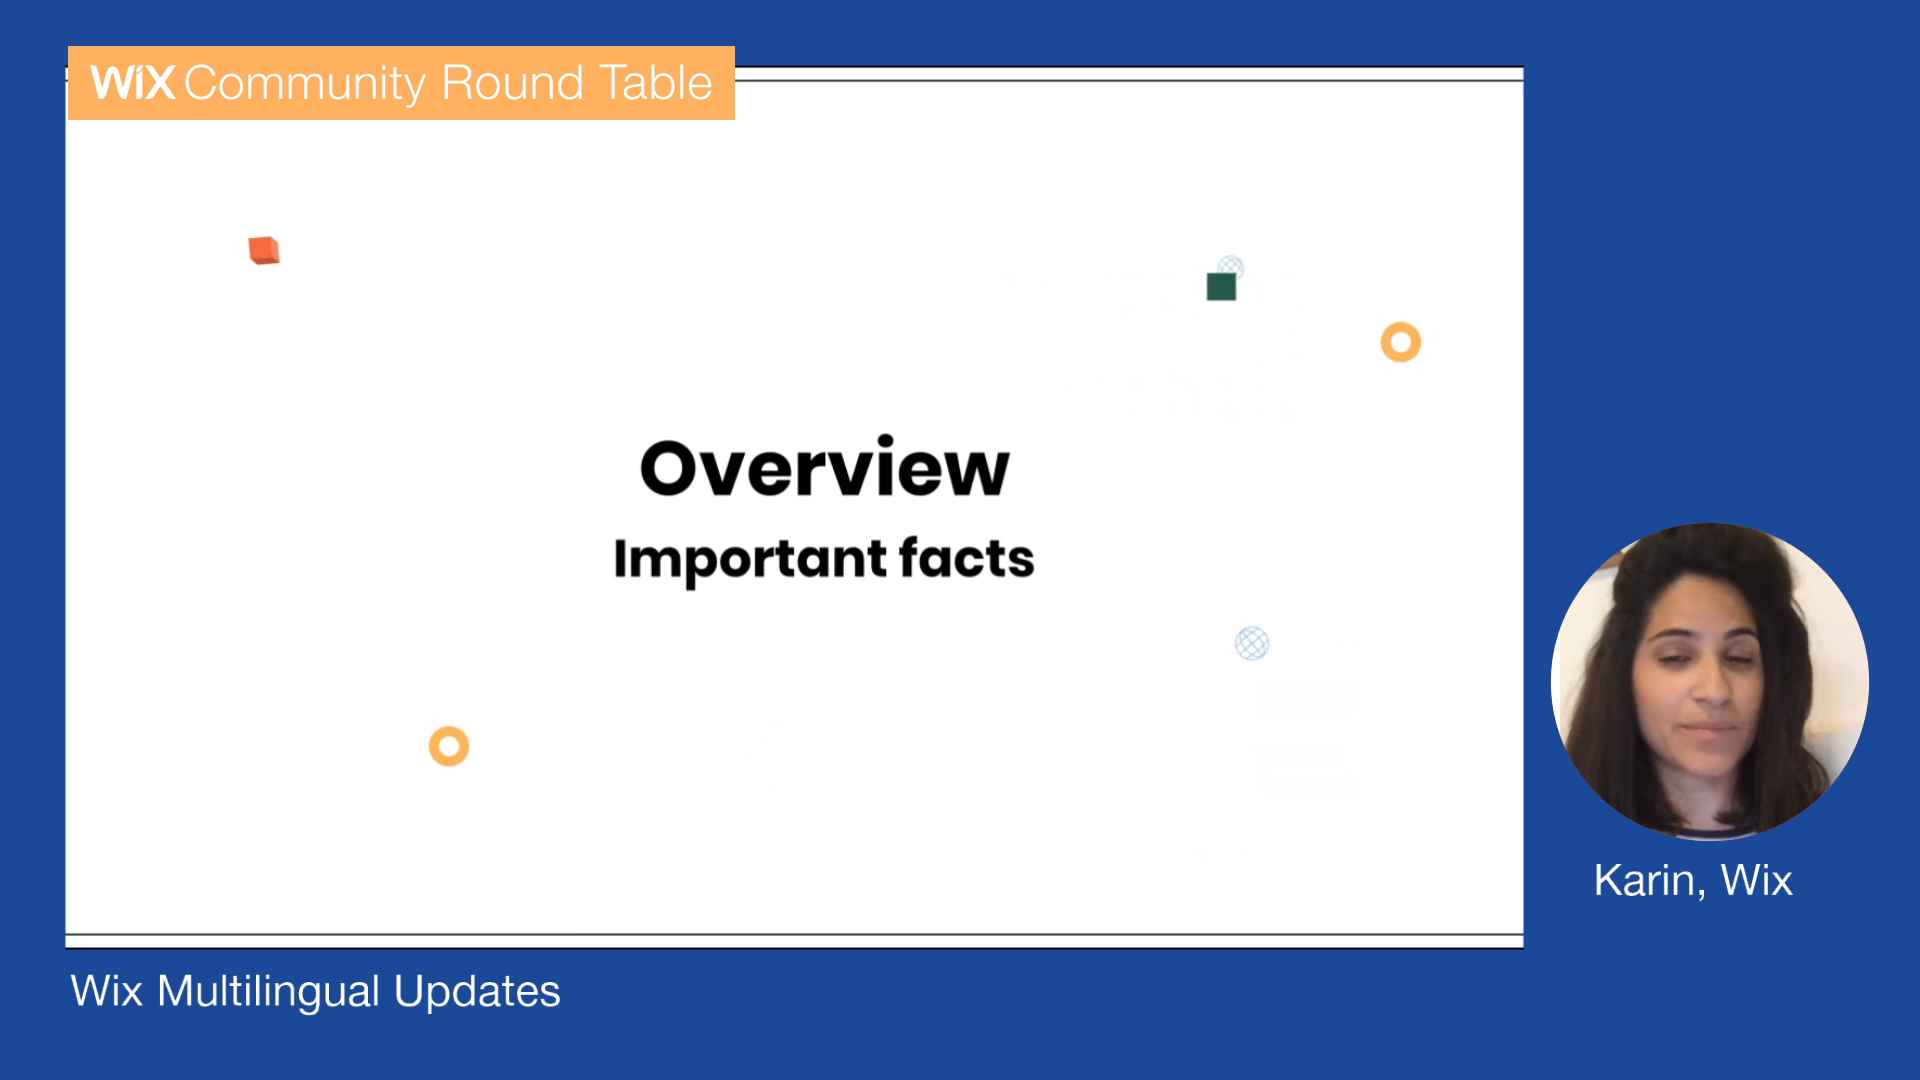 WiX Community Round Table
Overview
Important facts
Karin, Wix
Wix Multilingual Updates